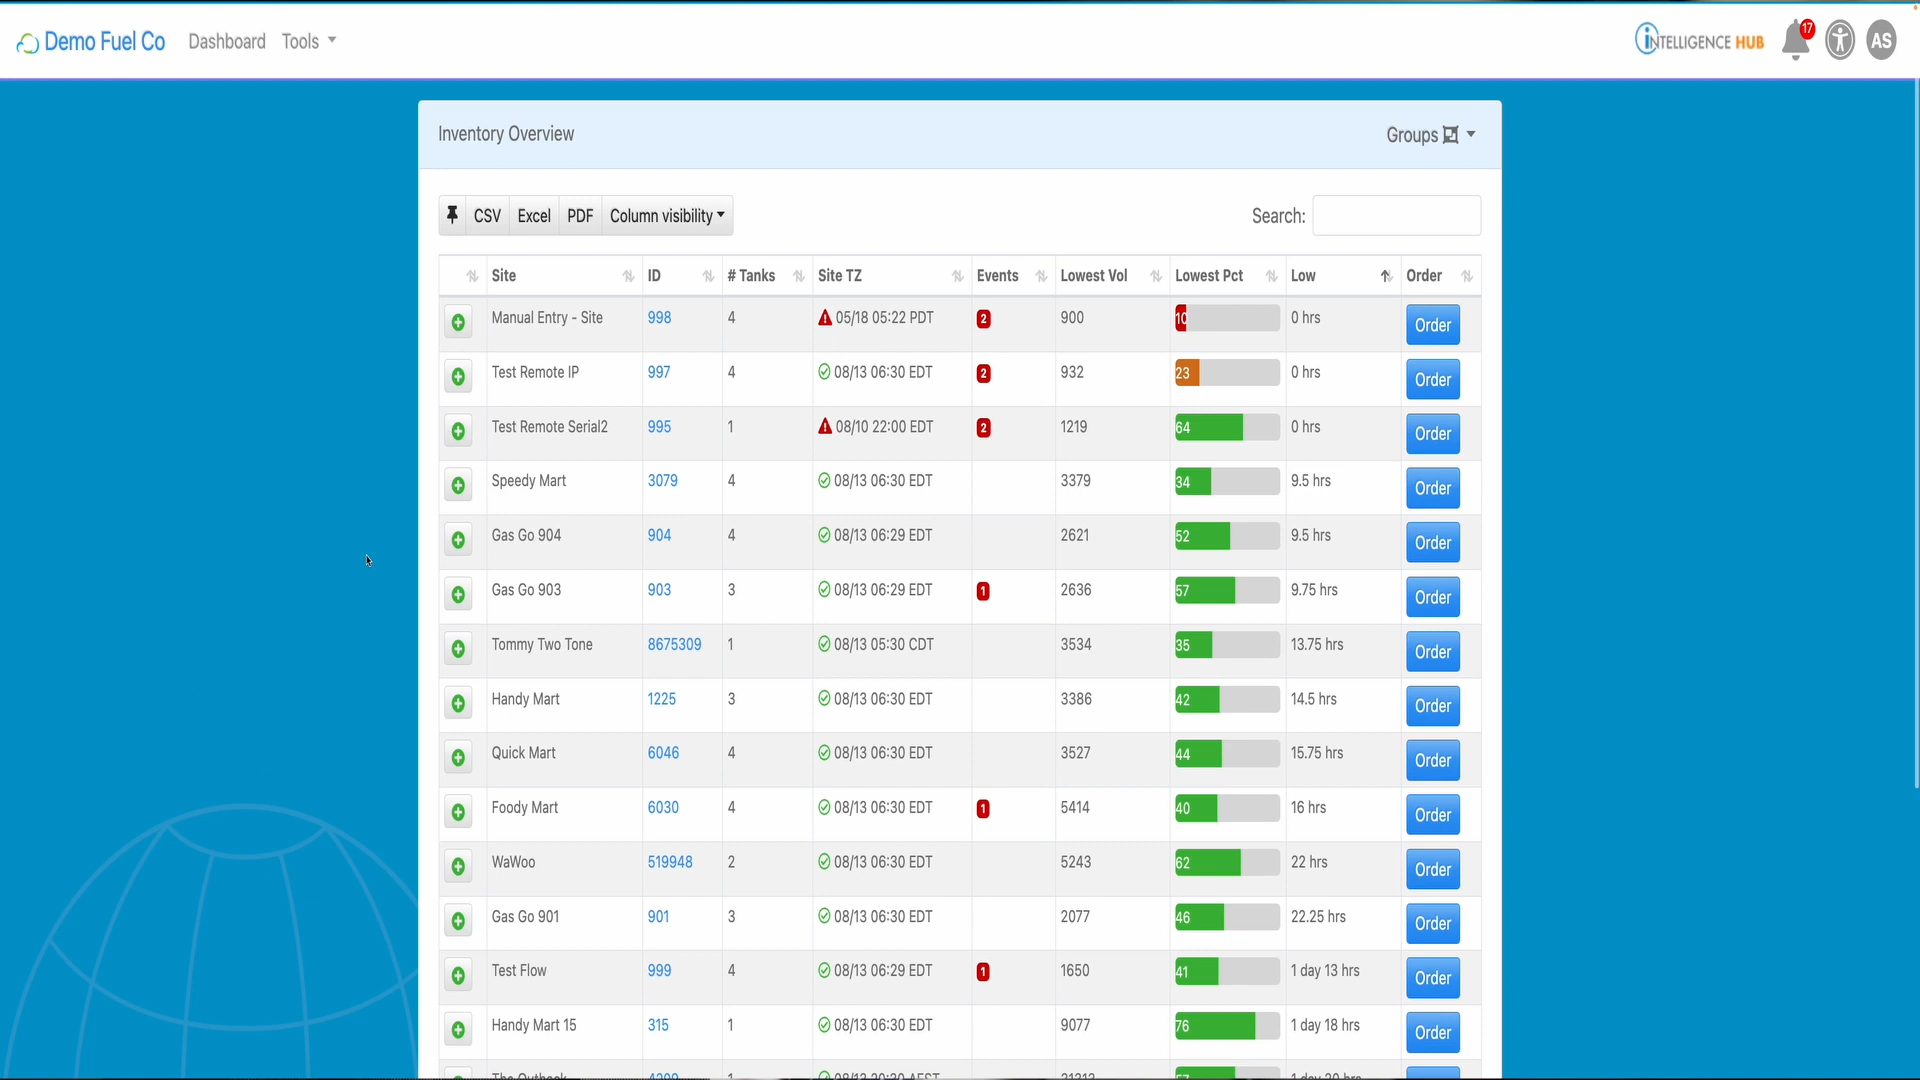 Demo Fuel Co Dashboard Tools INTELLIGENCE HUB 17 AS
Inventory Overview Groups
CSV Excel PDF Column visibility Search:
Site ID # Tanks Site TZ Events Lowest Vol Lowest Pct Low Order
Manual Entry - Site 998 4 05/18 05:22 PDT 2 900 10 0 hrs Order
Test Remote IP 997 4 08/13 06:30 EDT 2 932 23 0 hrs Order
Test Remote Serial2 995 1 08/10 22:00 EDT 2 1219 64 0 hrs Order
Speedy Mart 3079 4 08/13 06:30 EDT 3379 34 9.5 hrs Order
Gas Go 904 904 4 08/13 06:29 EDT 2621 52 9.5 hrs Order
Gas Go 903 903 3 08/13 06:29 EDT 1 2636 57 9.75 hrs Order
Tommy Two Tone 8675309 1 08/13 05:30 CDT 3534 35 13.75 hrs Order
Handy Mart 1225 3 08/13 06:30 EDT 3386 42 14.5 hrs Order
Quick Mart 6046 4 08/13 06:30 EDT 3527 44 15.75 hrs Order
Foody Mart 6030 4 08/13 06:30 EDT 1 5414 40 16 hrs Order
WaWoo 519948 2 08/13 06:30 EDT 5243 62 22 hrs Order
Gas Go 901 901 3 08/13 06:30 EDT 2077 46 22.25 hrs Order
Test Flow 999 4 08/13 06:29 EDT 1 1650 41 1 day 13 hrs Order
Handy Mart 15 315 1 08/13 06:30 EDT 9077 76 1 day 18 hrs Order